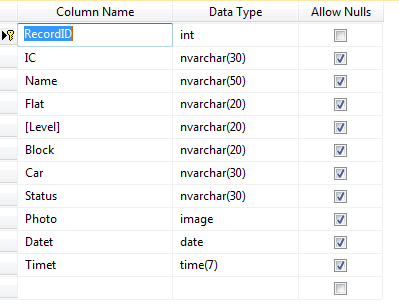 Column Name Data Type Allow Nulls
RecordID int
IC nvarchar(30)
Name nvarchar(50)
Flat nvarchar(20)
[Level] nvarchar(20)
Block nvarchar(20)
Car nvarchar(30)
Status nvarchar(30)
Photo image
Datet date
Timet time(7)